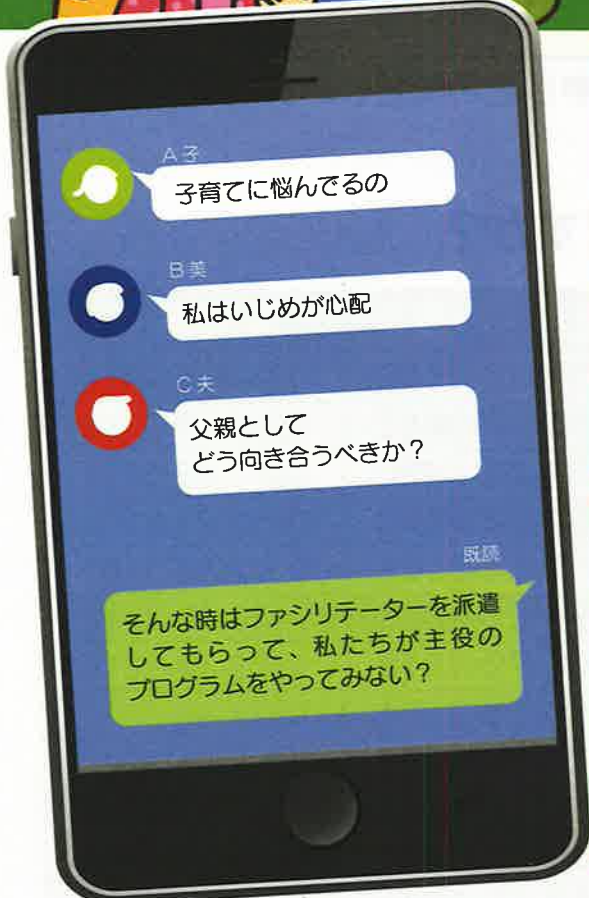 A子
子育てに悩んでるの
B美
私はいじめが心配
C夫
父親として
どう向き合うべきか？
既読
そんな時はファシリテーターを派遣
してもらって、私たちが主役の
プログラムをやってみない？